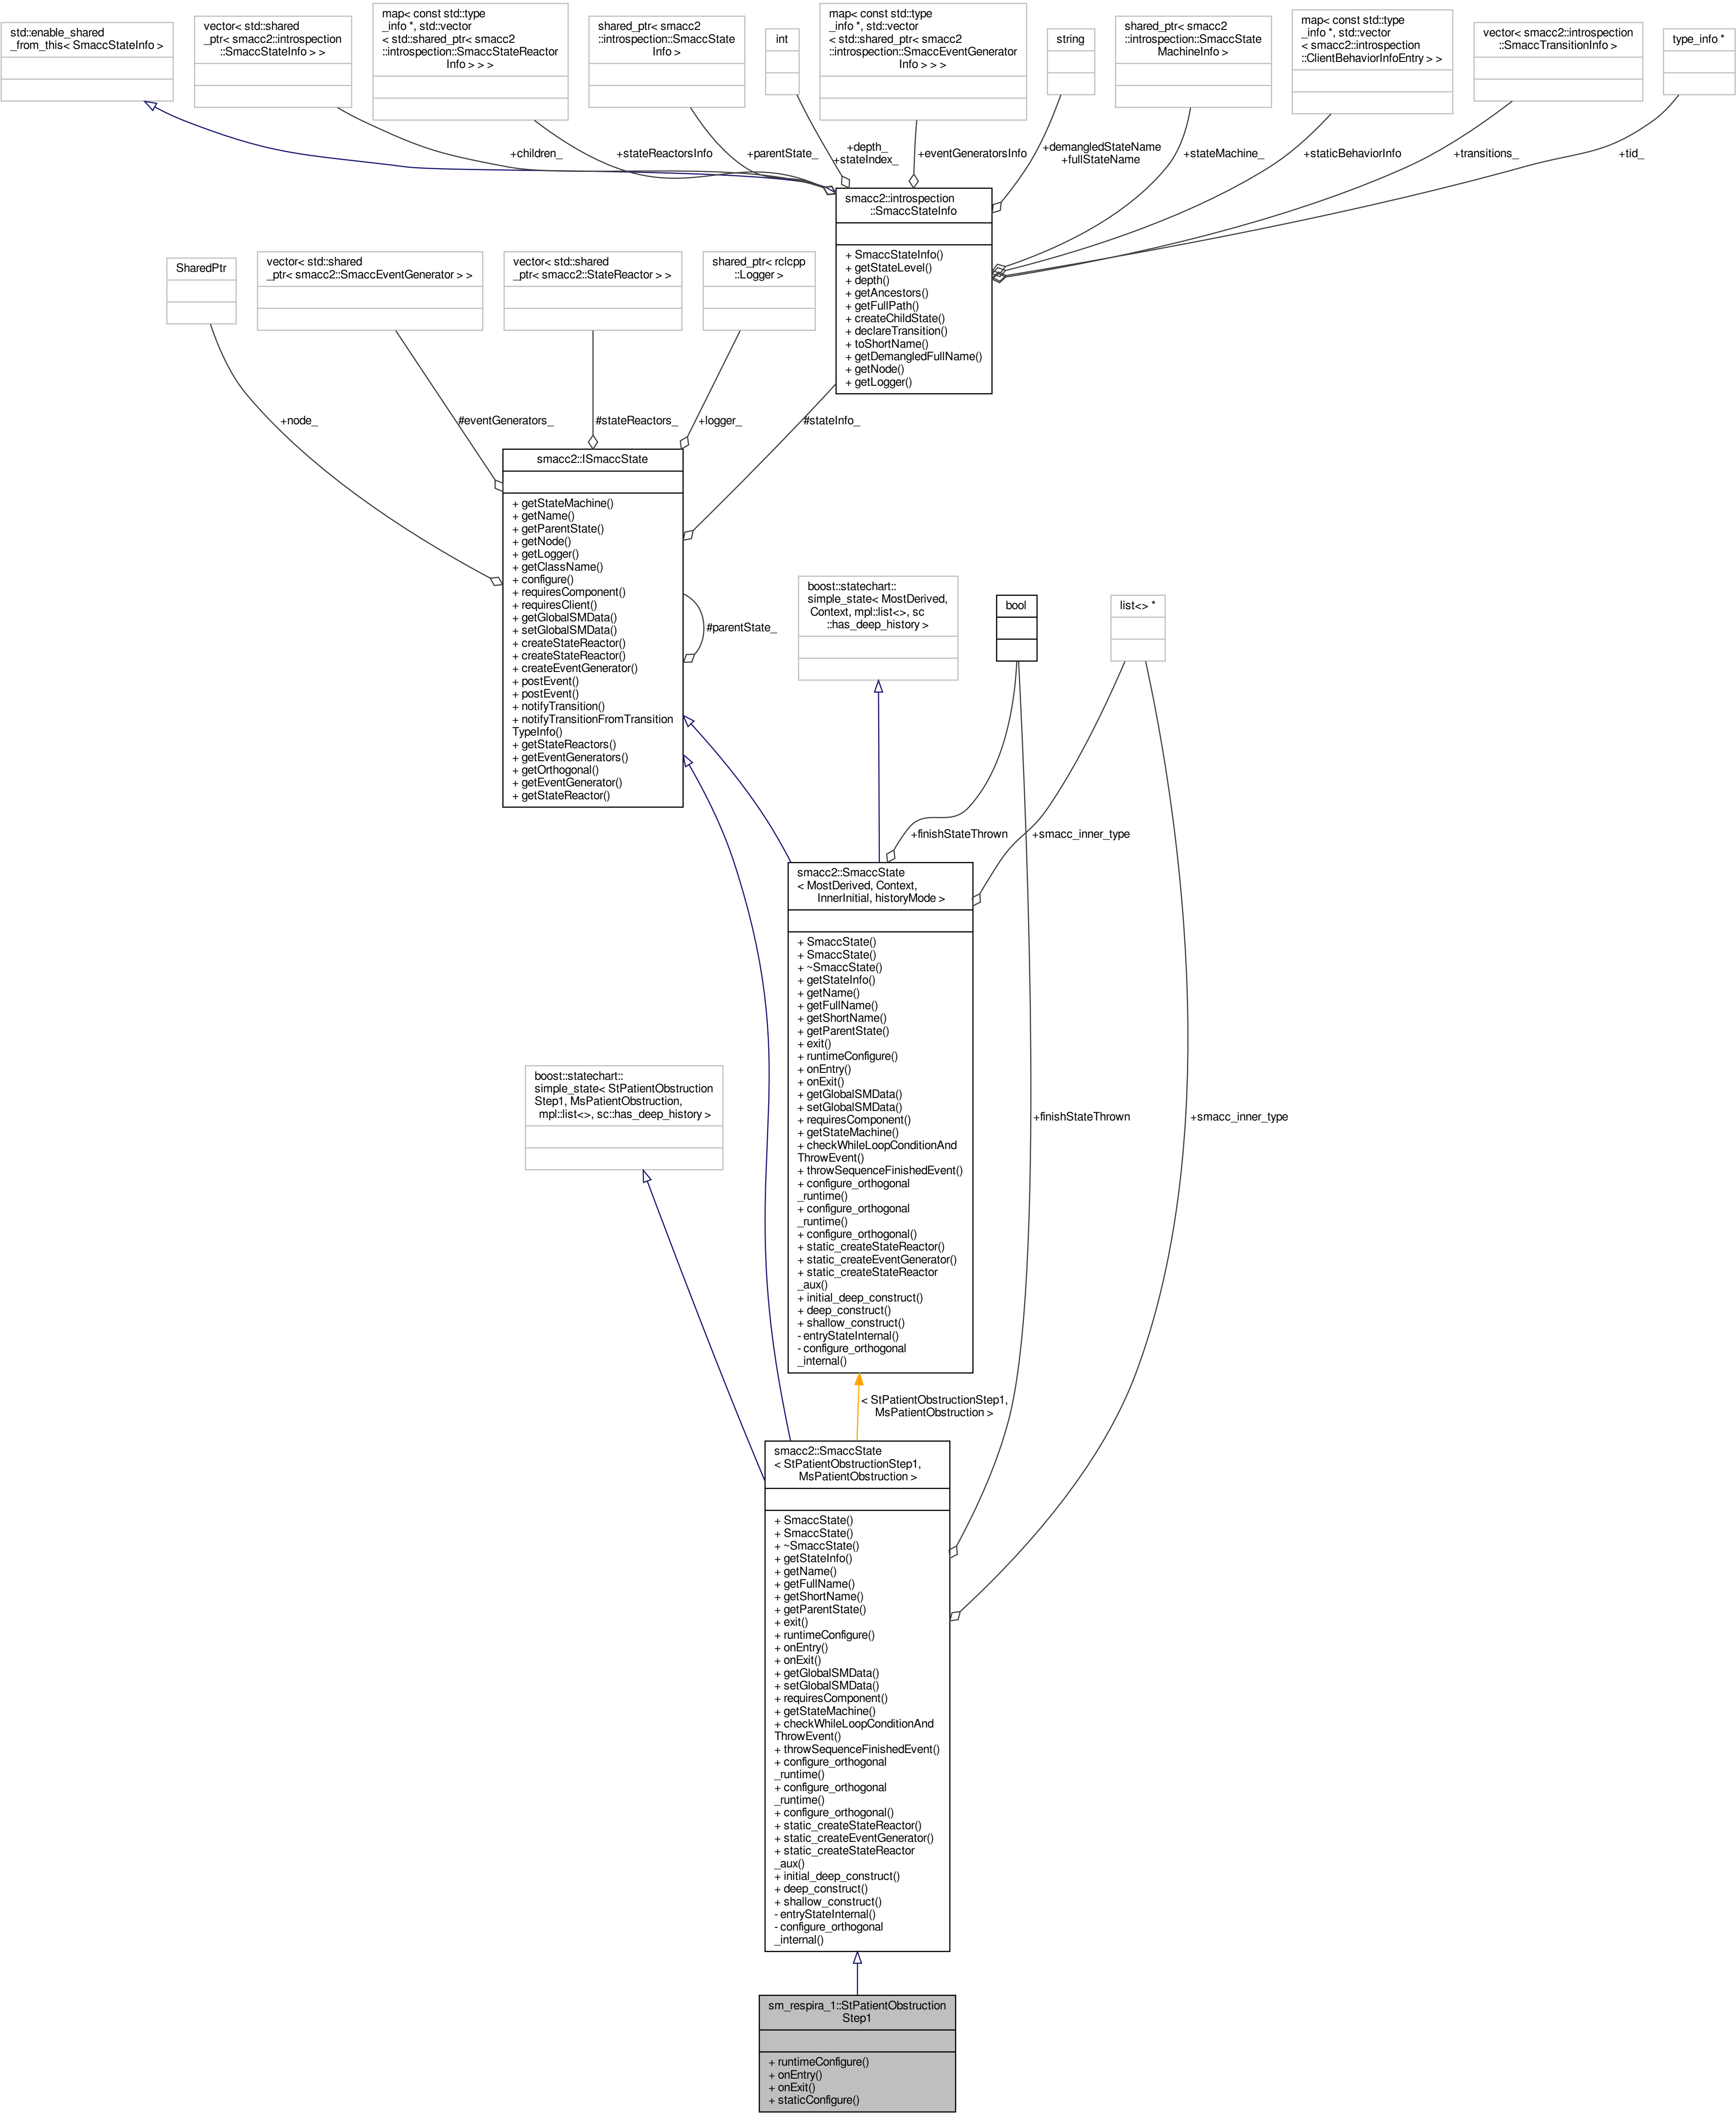 std::enable_shared
_from_this< SmaccStateInfo >
vector< std::shared
_ptr< smacc2::introspection
::SmaccStateInfo > >
map< const std::type
_info *, std::vector
< std::shared_ptr< smacc2
::introspection::SmaccStateReactor
Info > > >
shared_ptr< smacc2
::introspection::SmaccState
Info >
int
map< const std::type
_info *, std::vector
< std::shared_ptr< smacc2
::introspection::SmaccEventGenerator
Info > > >
string
shared_ptr< smacc2
::introspection::SmaccState
MachineInfo >
map< const std::type
_info *, std::vector
< smacc2::introspection
::ClientBehaviorInfoEntry > >
vector< smacc2::introspection
::SmaccTransitionInfo >
type_info *
+children_
+stateReactorsInfo
+parentState_
+depth_
+stateIndex_
+eventGeneratorsInfo
+demangledStateName
+fullStateName
+stateMachine_
+staticBehaviorInfo
+transitions_
+tid_
smacc2::introspection
::SmaccStateInfo
+ SmaccStateInfo()
+ getStateLevel()
+ depth()
+ getAncestors()
+ getFullPath()
+ createChildState()
+ declareTransition()
+ toShortName()
+ getDemangledFullName()
+ getNode()
+ getLogger()
SharedPtr
vector< std::shared
_ptr< smacc2::SmaccEventGenerator > >
vector< std::shared
_ptr< smacc2::StateReactor > >
shared_ptr< rclcpp
::Logger >
+node_
#eventGenerators_
#stateReactors_
+logger_
#stateInfo_
smacc2::ISmaccState
+ getStateMachine()
+ getName()
+ getParentState()
+ getNode()
+ getLogger()
+ getClassName()
+ configure()
+ requiresComponent()
+ requiresClient()
+ getGlobalSMData()
+ setGlobalSMData()
+ createStateReactor()
+ createStateReactor()
+ createEventGenerator()
+ postEvent()
+ postEvent()
+ notifyTransition()
+ notifyTransitionFromTransition
TypeInfo()
+ getStateReactors()
+ getEventGenerators()
+ getOrthogonal()
+ getEventGenerator()
+ getStateReactor()
#parentState_
boost::statechart::
simple_state< MostDerived,
Context, mpl::list<>, sc
::has_deep_history >
bool
list<> *
+finishStateThrown
+smacc_inner_type
smacc2::SmaccState
< MostDerived, Context,
InnerInitial, historyMode >
+ SmaccState()
+ SmaccState()
+ ~SmaccState()
+ getStateInfo()
+ getName()
+ getFullName()
+ getShortName()
+ getParentState()
+ exit()
+ runtimeConfigure()
+ onEntry()
+ onExit()
+ getGlobalSMData()
+ setGlobalSMData()
+ requiresComponent()
+ getStateMachine()
+ checkWhileLoopConditionAnd
ThrowEvent()
+ throwSequenceFinishedEvent()
+ configure_orthogonal
_runtime()
+ configure_orthogonal
_runtime()
+ configure_orthogonal()
+ static_createStateReactor()
+ static_createEventGenerator()
+ static_createStateReactor
_aux()
+ initial_deep_construct()
+ deep_construct()
+ shallow_construct()
- entryStateInternal()
- configure_orthogonal
_internal()
boost::statechart::
simple_state< StPatientObstruction
Step1, MsPatientObstruction,
mpl::list<>, sc::has_deep_history >
+finishStateThrown
+smacc_inner_type
< StPatientObstructionStep1,
MsPatientObstruction >
smacc2::SmaccState
< StPatientObstructionStep1,
MsPatientObstruction >
+ SmaccState()
+ SmaccState()
+ ~SmaccState()
+ getStateInfo()
+ getName()
+ getFullName()
+ getShortName()
+ getParentState()
+ exit()
+ runtimeConfigure()
+ onEntry()
+ onExit()
+ getGlobalSMData()
+ setGlobalSMData()
+ requiresComponent()
+ getStateMachine()
+ checkWhileLoopConditionAnd
ThrowEvent()
+ throwSequenceFinishedEvent()
+ configure_orthogonal
_runtime()
+ configure_orthogonal
_runtime()
+ configure_orthogonal()
+ static_createStateReactor()
+ static_createEventGenerator()
+ static_createStateReactor
_aux()
+ initial_deep_construct()
+ deep_construct()
+ shallow_construct()
- entryStateInternal()
- configure_orthogonal
_internal()
sm_respira_1::StPatientObstruction
Step1
+ runtimeConfigure()
+ onEntry()
+ onExit()
+ staticConfigure()